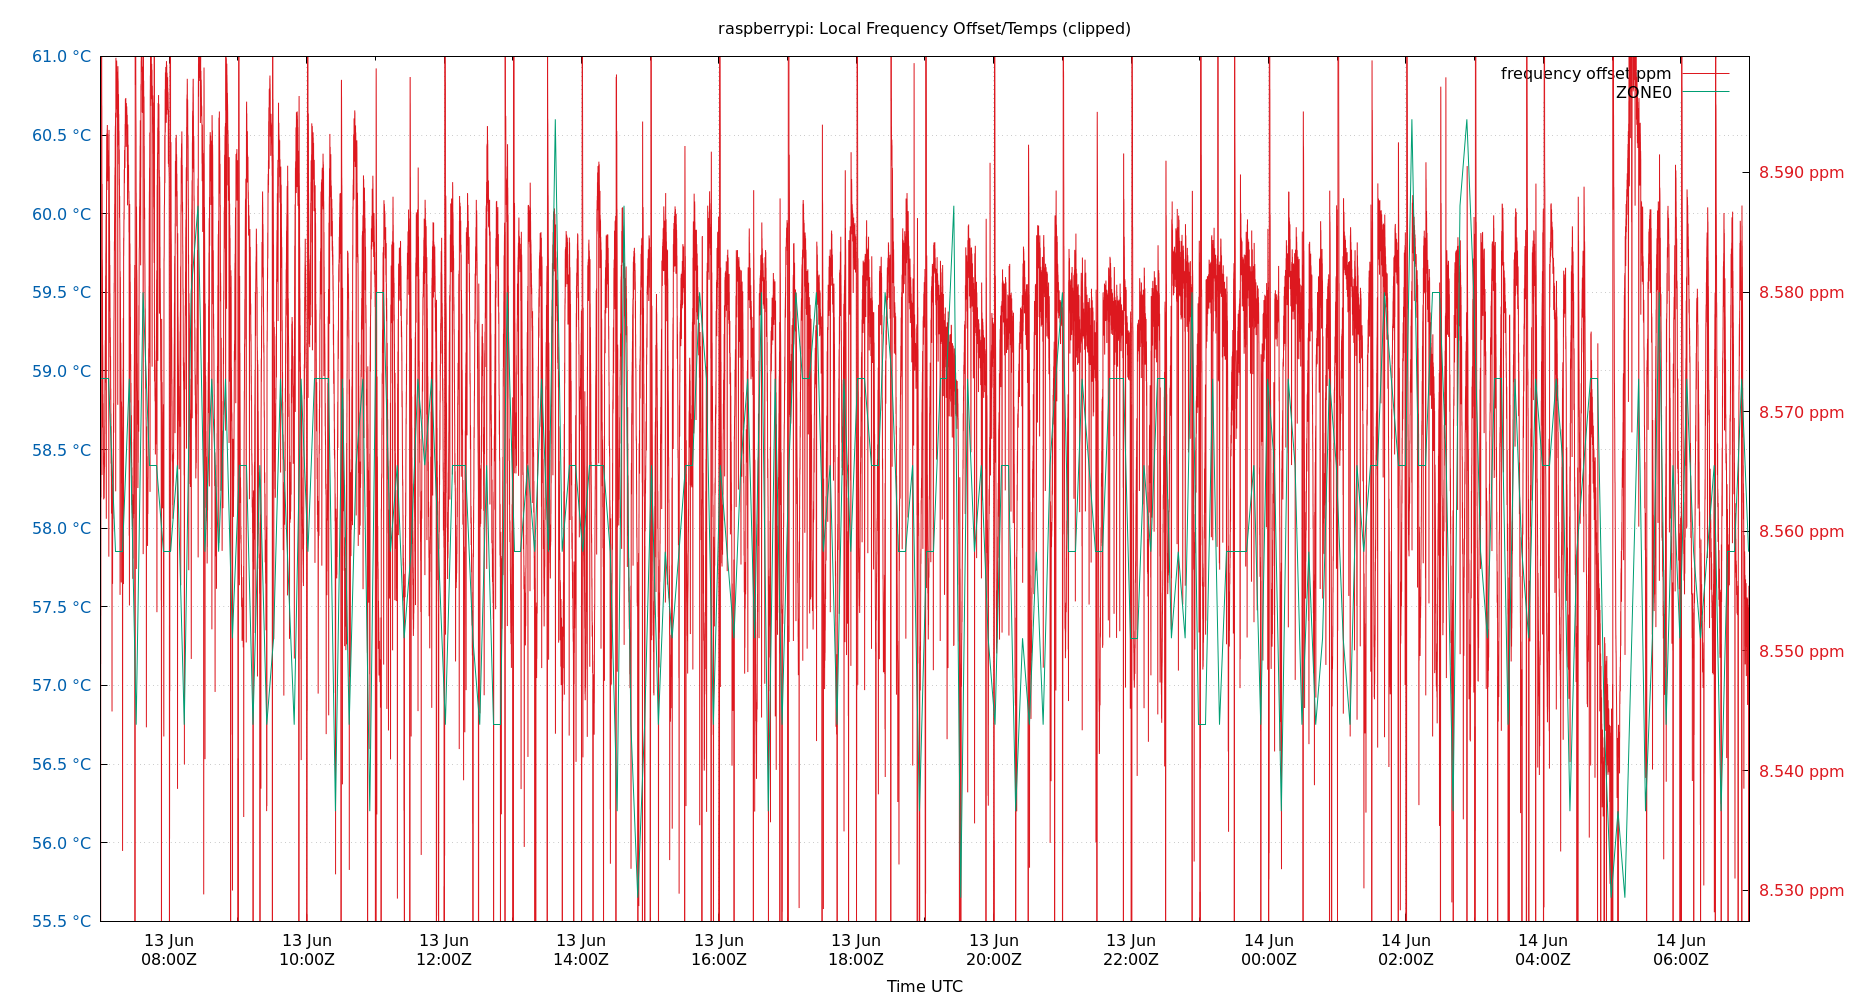 raspberrypi: Local Frequency Offset/Temps (clipped)
frequency offset ppm
ZONE0
61.0 °C
60.5 °C
60.0 °C
59.5 °C
59.0 °C
58.5 °C
58.0 °C
57.5 °C
57.0 °C
56.5 °C
56.0 °C
55.5 °C
8.590 ppm
8.580 ppm
8.570 ppm
8.560 ppm
8.550 ppm
8.540 ppm
8.530 ppm
13 Jun
08:00Z
13 Jun
10:00Z
13 Jun
12:00Z
13 Jun
14:00Z
13 Jun
16:00Z
13 Jun
18:00Z
13 Jun
20:00Z
13 Jun
22:00Z
14 Jun
00:00Z
14 Jun
02:00Z
14 Jun
04:00Z
14 Jun
06:00Z
Time UTC